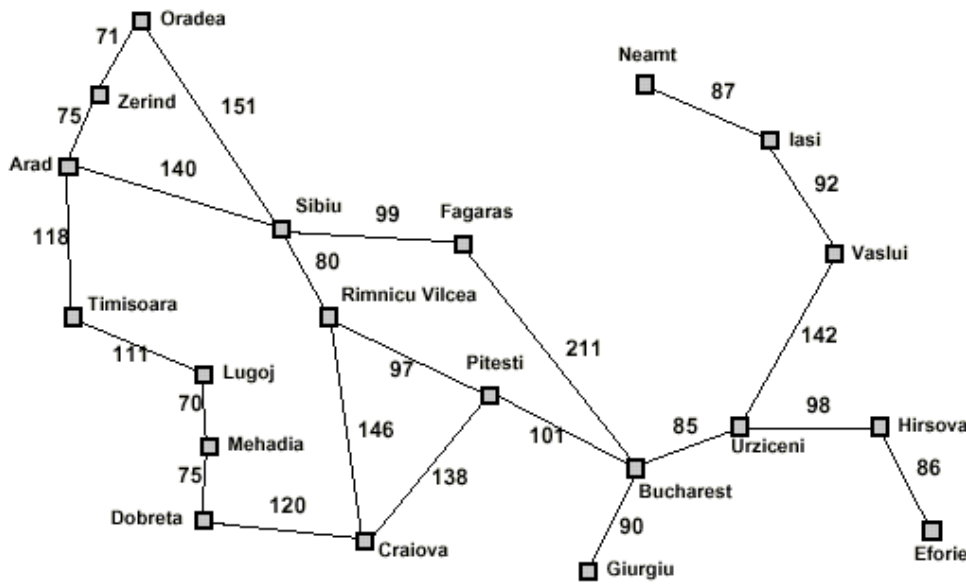 Oradea
71
Neamt
87
Zerind
151
75
Iasi
Arad
140
92
Sibiu
Fagaras
99
118
Vaslui
80
Rimnicu Vilcea
Timisoara
142
111
211
Lugoj
97
Pitesti
70
98
Hirsova
146
101
85
Urziceni
Mehadia
75
138
86
Bucharest
120
Dobreta
90
Craiova
Eforie
Giurgiu